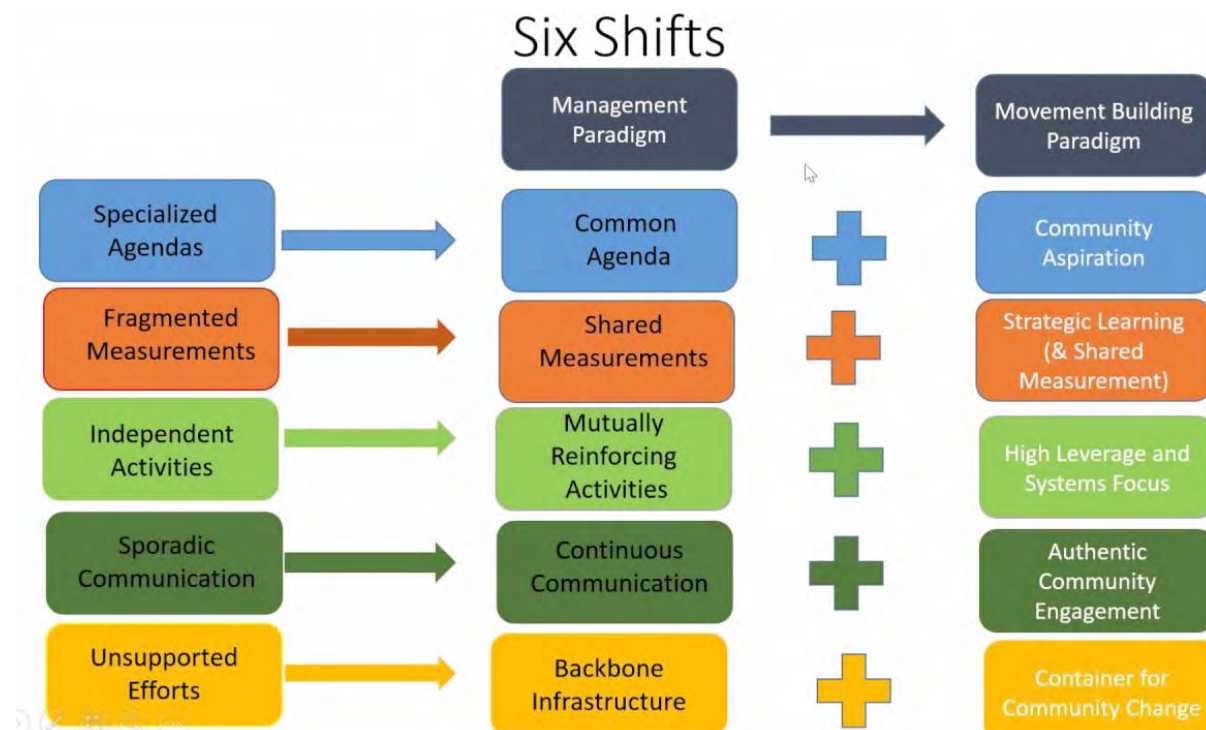 Six Shifts
Management
Paradigm
Movement Building
Paradigm
Specialized
Agendas
Common
Agenda
Community
Aspiration
Fragmented
Measurements
Shared
Measurements
Strategic Learning
(& Shared
Measurement)
Independent
Activities
Mutually
Reinforcing
Activities
High Leverage and
Systems Focus
Sporadic
Communication
Continuous
Communication
Authentic
Community
Engagement
Unsupported
Efforts
Backbone
Infrastructure
Container for
Community Change